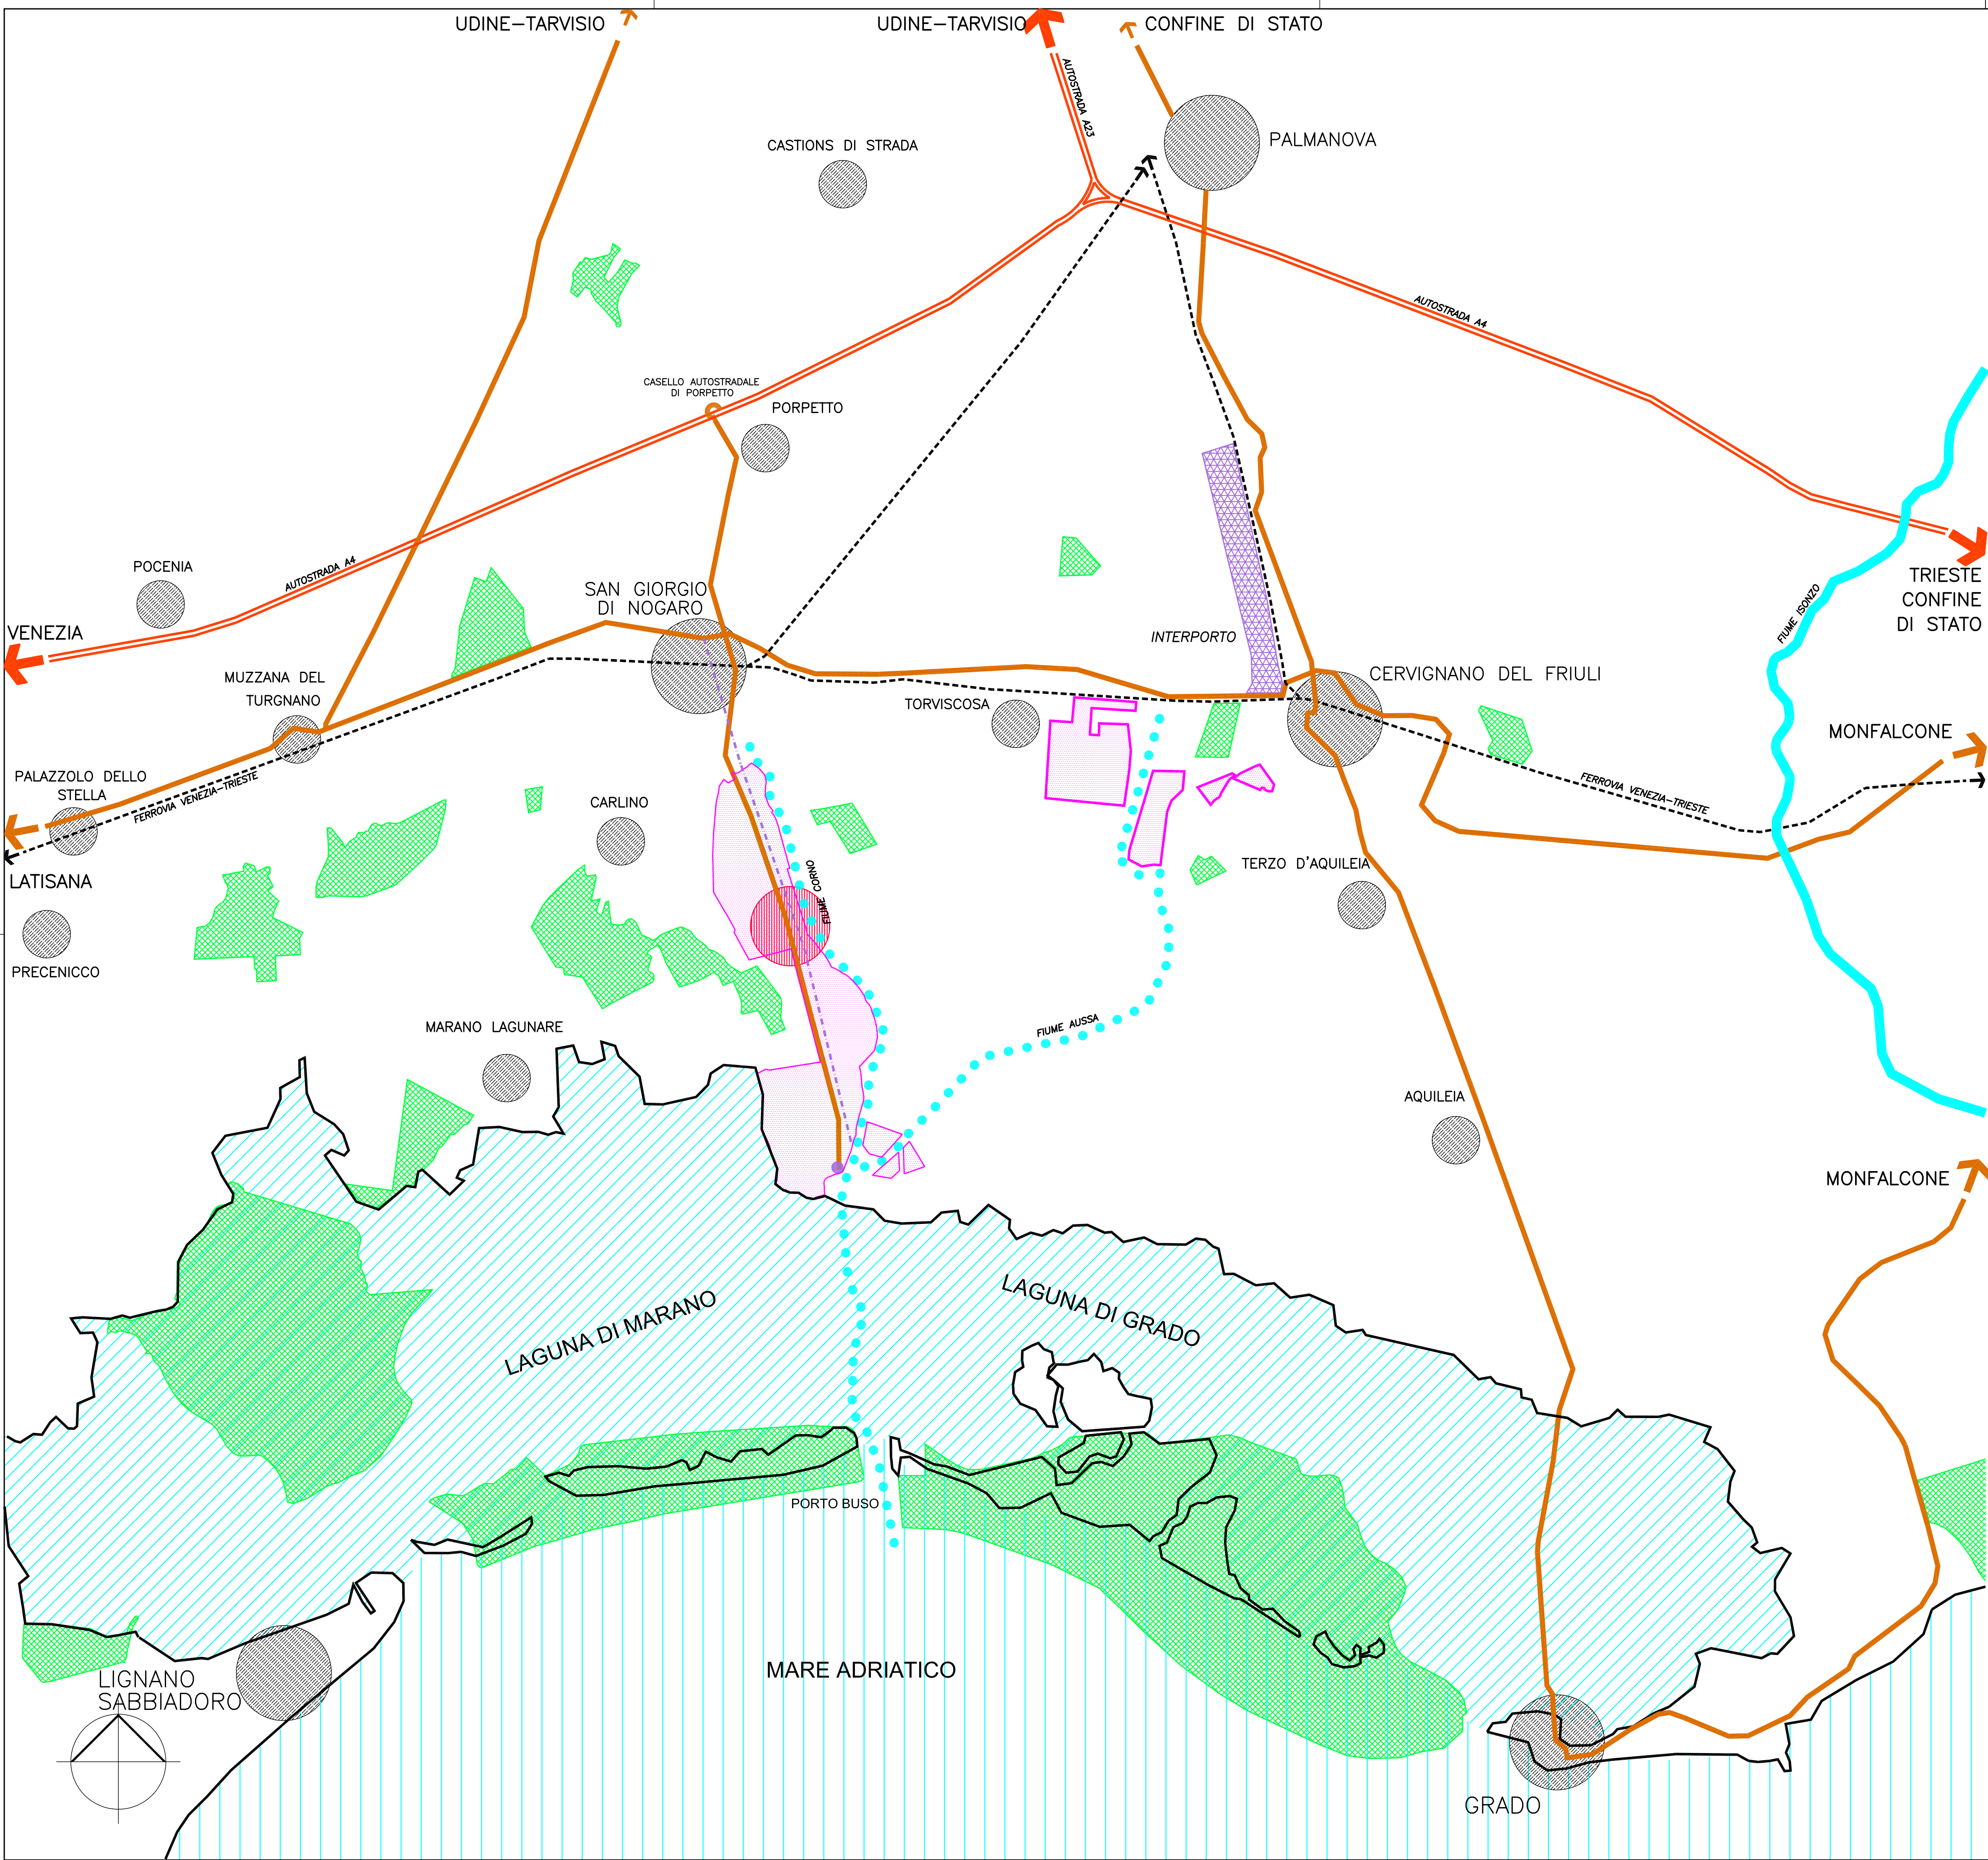 UDINE-TARVISIO
UDINE-TARVISIO
CONFINE DI STATO
AUTOSTRADA A23
PALMANOVA
CASTIONS DI STRADA
AUTOSTRADA A4
CASELLO AUTOSTRADALE
DI PORPETTO
PORPETTO
POCENIA
AUTOSTRADA A4
SAN GIORGIO
DI NOGARO
TRIESTE
CONFINE
DI STATO
FIUME ISONZO
VENEZIA
INTERPORTO
MUZZANA DEL
TURGNANO
CERVIGNANO DEL FRIULI
TORVISCOSA
MONFALCONE
PALAZZOLO DELLO
STELLA
FERROVIA VENEZIA-TRIESTE
FERROVIA VENEZIA-TRIESTE
CARLINO
LATISANA
FIUME CORNO
TERZO D'AQUILEIA
PRECENICCO
MARANO LAGUNARE
FIUME AUSSA
AQUILEIA
MONFALCONE
LAGUNA DI MARANO
LAGUNA DI GRADO
PORTO BUSO
MARE ADRIATICO
LIGNANO
SABBIADORO
GRADO